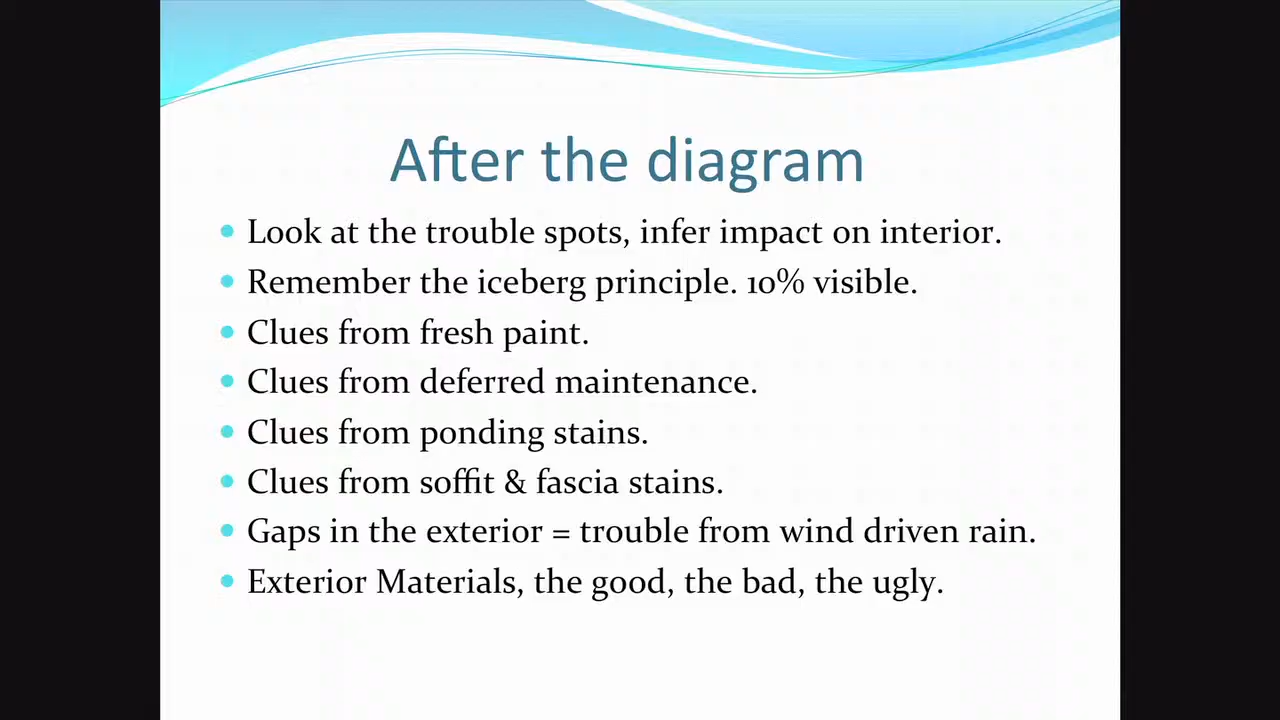 After the diagram
Look at the trouble spots, infer impact on interior.
Remember the iceberg principle. 10% visible.
Clues from fresh paint.
Clues from deferred maintenance.
Clues from ponding stains.
Clues from soffit & fascia stains.
Gaps in the exterior = trouble from wind driven rain.
Exterior Materials, the good, the bad, the ugly.